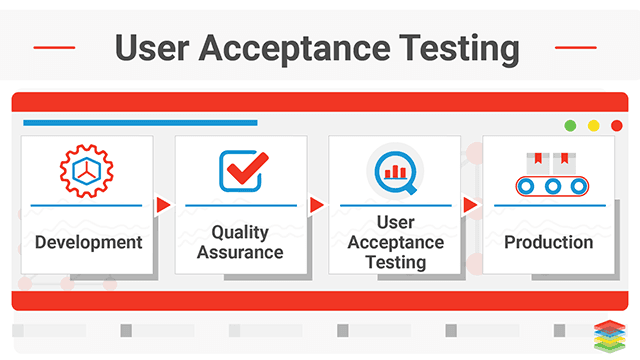 User Acceptance Testing
Development
Quality
Assurance
User
Acceptance
Testing
Production